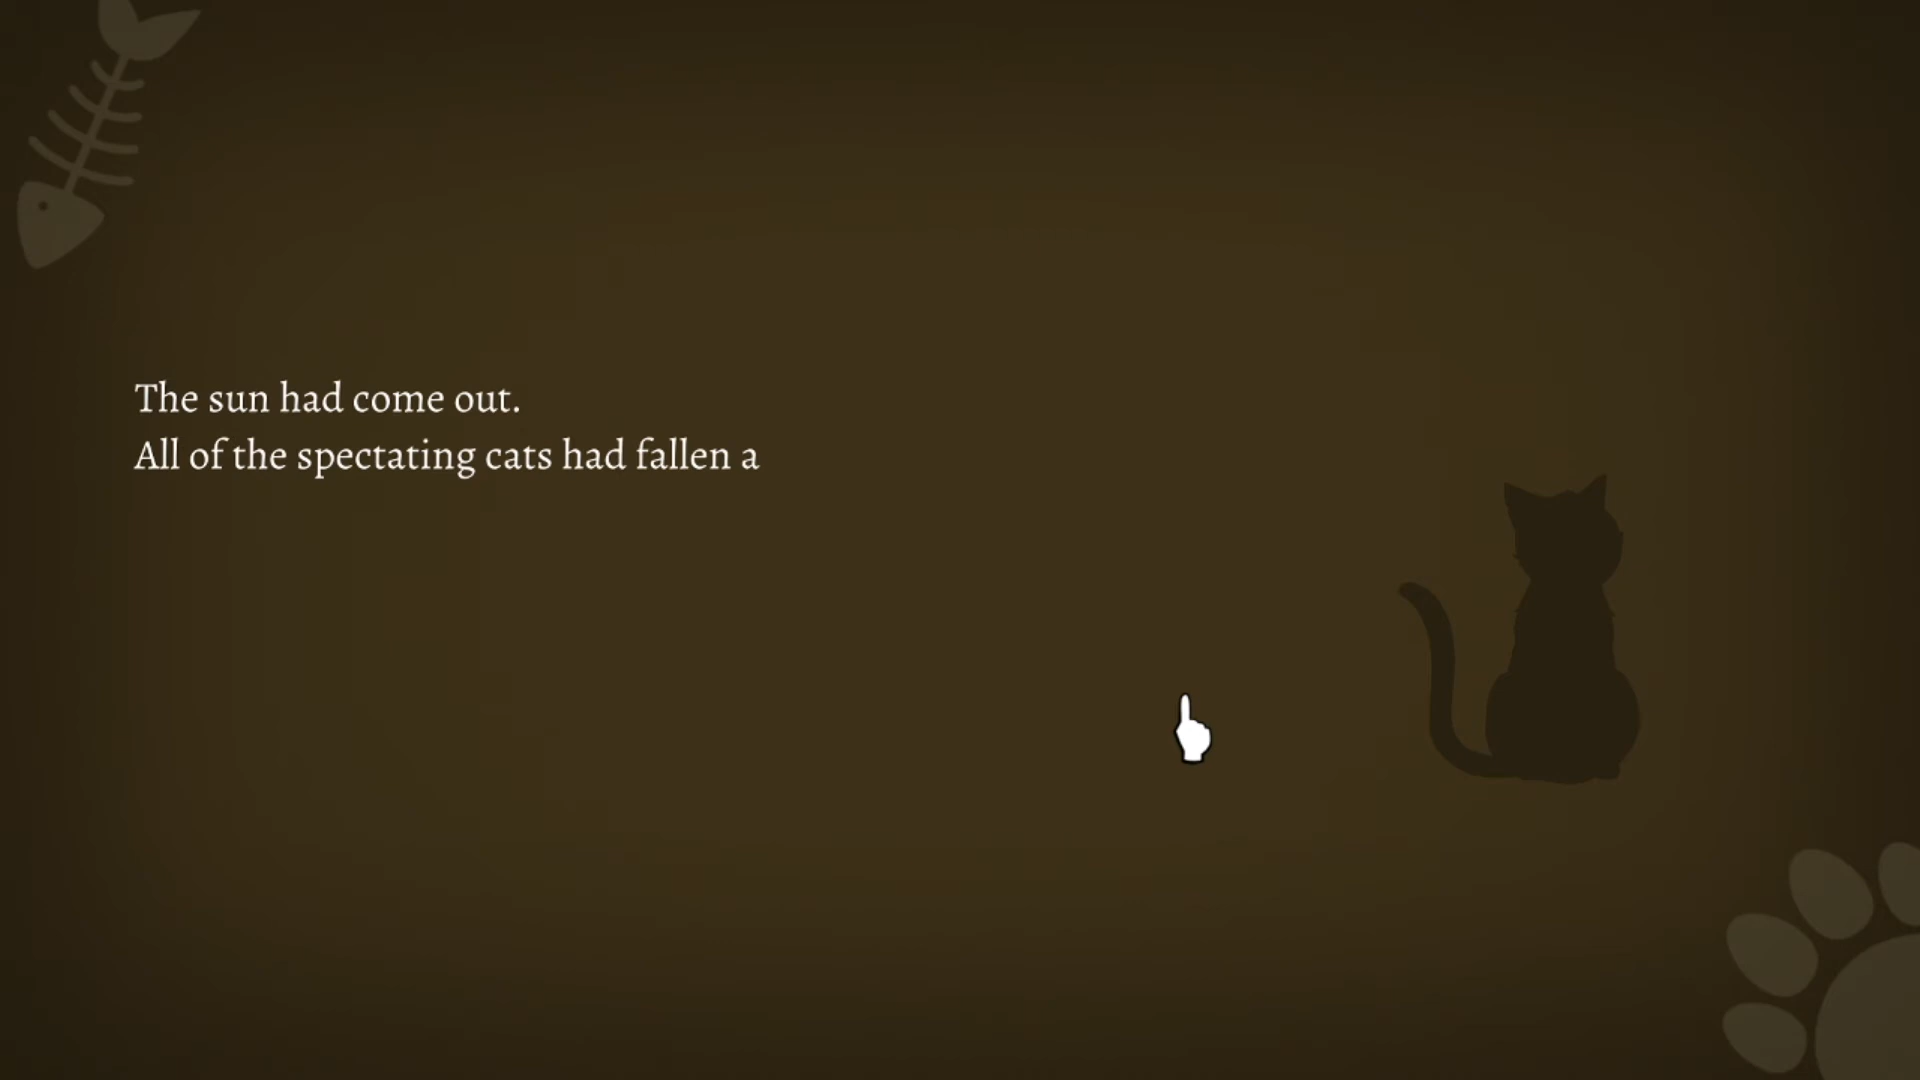 The sun had come out.
All of the spectating cats had fallen a